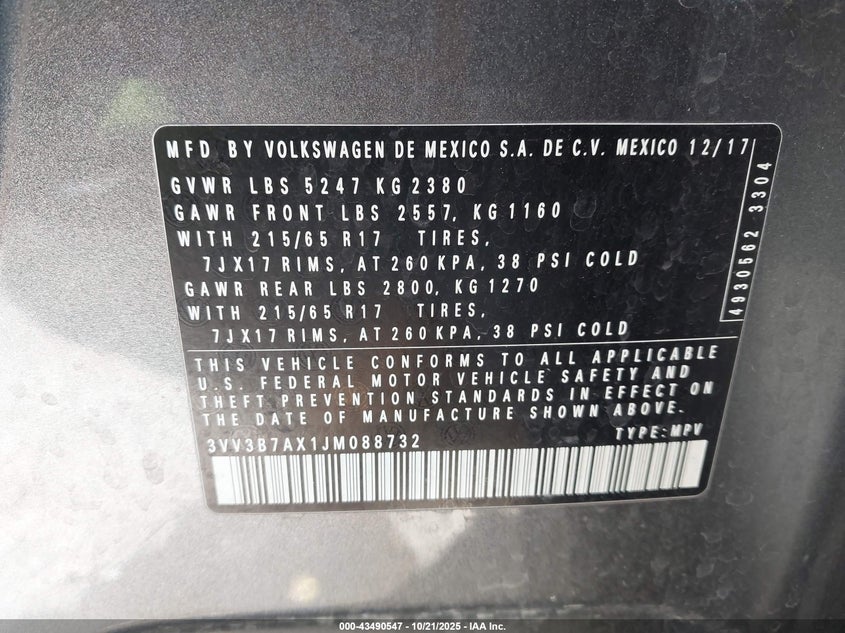 MFD BY VOLKSWAGEN DE MEXICO S.A. DE C.V. MEXICO 12/17
GVWR LBS 5247 KG 2380
GAWR FRONT LBS 2557, KG 1160
WITH 215/65 R17 TIRES,
7JX17 RIMS, AT 260 KPA, 38 PSI COLD
GAWR REAR LBS 2800, KG 1270
WITH 215/65 R17 TIRES,
7JX17 RIMS, AT 260 KPA, 38 PSI COLD
4930562 3304
THIS VEHICLE CONFORMS TO ALL APPLICABLE
U.S. FEDERAL MOTOR VEHICLE SAFETY AND
THEFT PREVENTION STANDARDS IN EFFECT ON
THE DATE OF MANUFACTURE SHOWN ABOVE.
3VV3B7AX1JM088732 TYPE:MPV
000-43490547 - 10/21/2025 - IAA Inc.